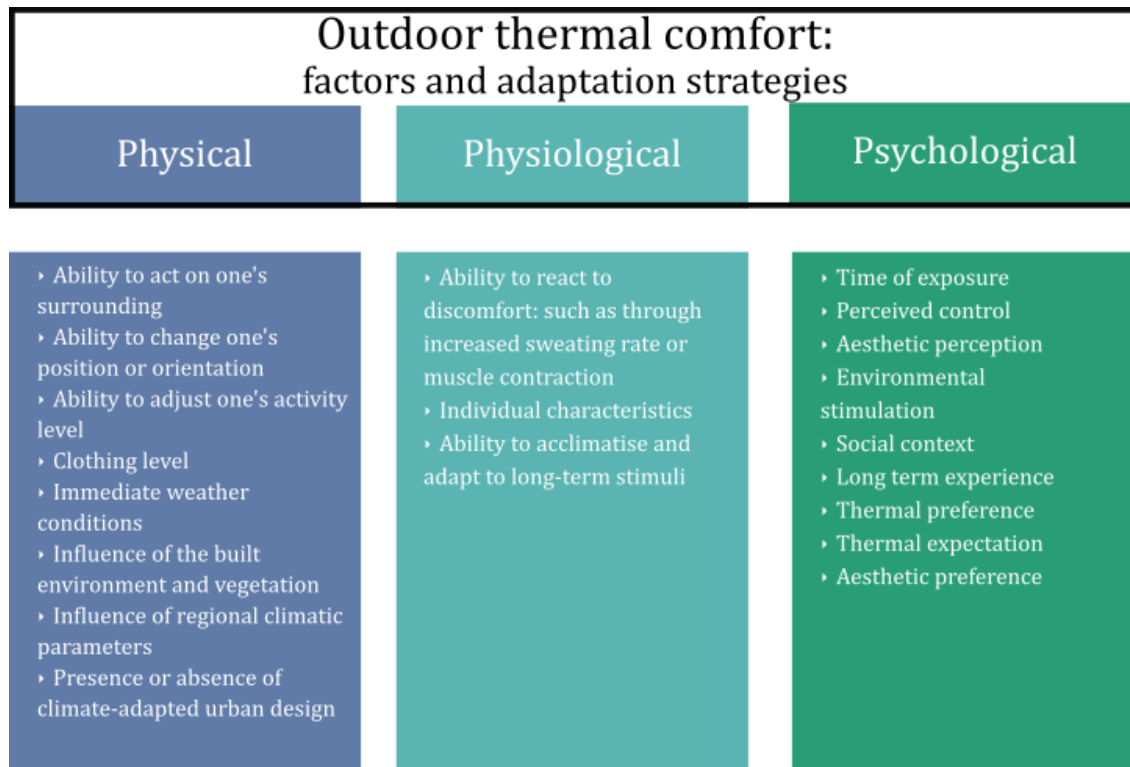 Outdoor thermal comfort:
factors and adaptation strategies
Physical
Physiological
Psychological
‣ Ability to act on one's
surrounding
‣ Ability to change one's
position or orientation
‣ Ability to adjust one's activity
level
‣ Clothing level
‣ Immediate weather
conditions
‣ Influence of the built
environment and vegetation
‣ Influence of regional climatic
parameters
‣ Presence or absence of
climate-adapted urban design
‣ Ability to react to
discomfort: such as through
increased sweating rate or
muscle contraction
‣ Individual characteristics
‣ Ability to acclimatise and
adapt to long-term stimuli
‣ Time of exposure
‣ Perceived control
‣ Aesthetic perception
‣ Environmental
stimulation
‣ Social context
‣ Long term experience
‣ Thermal preference
‣ Thermal expectation
‣ Aesthetic preference